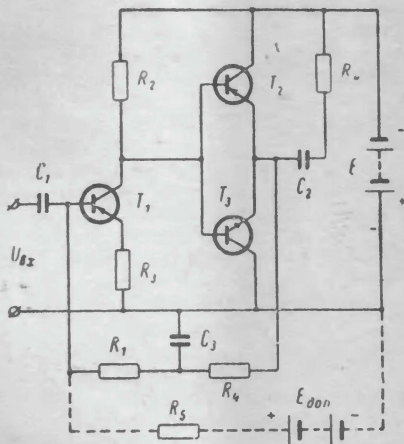 R₂
T₂
Rн
C₁
T₁
T₃
C₂
E
+
-
Uвх
R₃
R₁
C₃
R₄
R₅
+
Eдоп
-